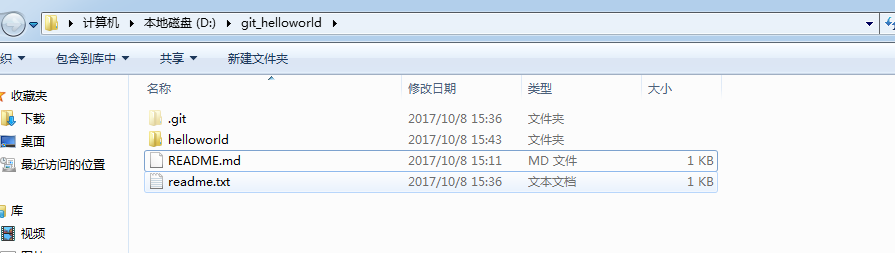 计算机 本地磁盘 (D:) git_helloworld
织 包含到库中 共享 新建文件夹
名称 修改日期 类型 大小
收藏夹
下载
桌面
最近访问的位置
库
视频
.git 2017/10/8 15:36 文件夹
helloworld 2017/10/8 15:43 文件夹
README.md 2017/10/8 15:11 MD 文件 1 KB
readme.txt 2017/10/8 15:36 文本文档 1 KB